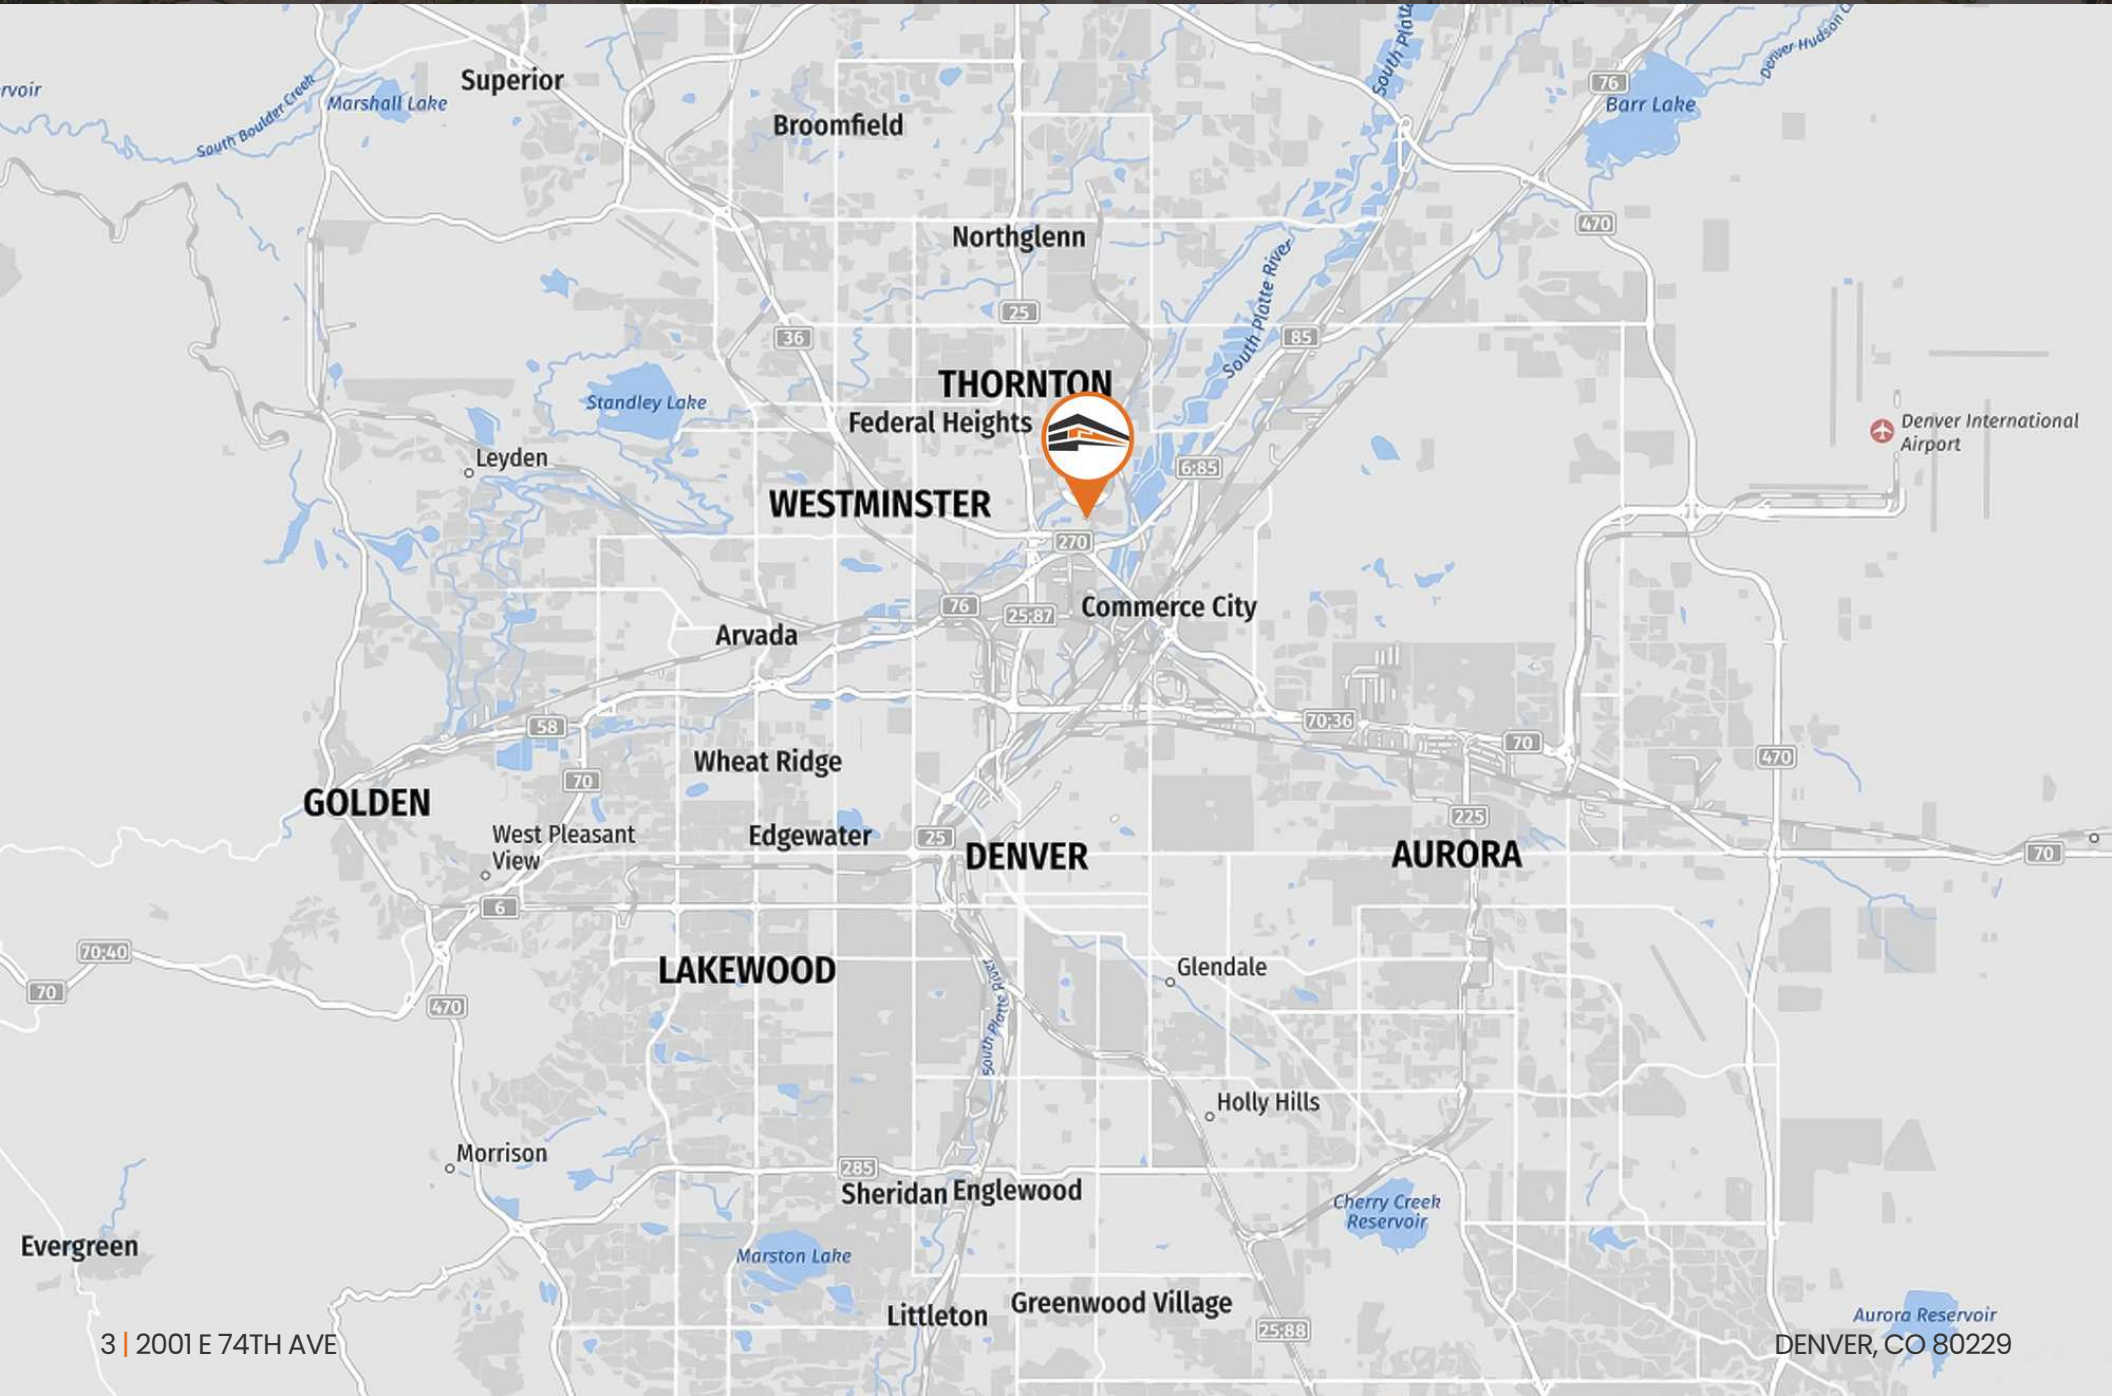 Superior
rvoir
Marshall Lake
South Boulder Creek
Broomfield
South Platt
76
Barr Lake
Denver Hudson C
470
Northglenn
South Platte River
25
36
85
THORNTON
Standley Lake
Federal Heights
Denver International
Airport
Leyden
6;85
WESTMINSTER
270
76
25;87
Commerce City
Arvada
58
70;36
70
Wheat Ridge
470
70
GOLDEN
225
West Pleasant
View
Edgewater
25
DENVER
AURORA
70
6
70;40
LAKEWOOD
Glendale
70
470
South Platte River
Holly Hills
Morrison
285
Sheridan
Englewood
Cherry Creek
Reservoir
Evergreen
Marston Lake
Littleton
Greenwood Village
25;88
Aurora Reservoir
3 | 2001 E 74TH AVE
DENVER, CO 80229